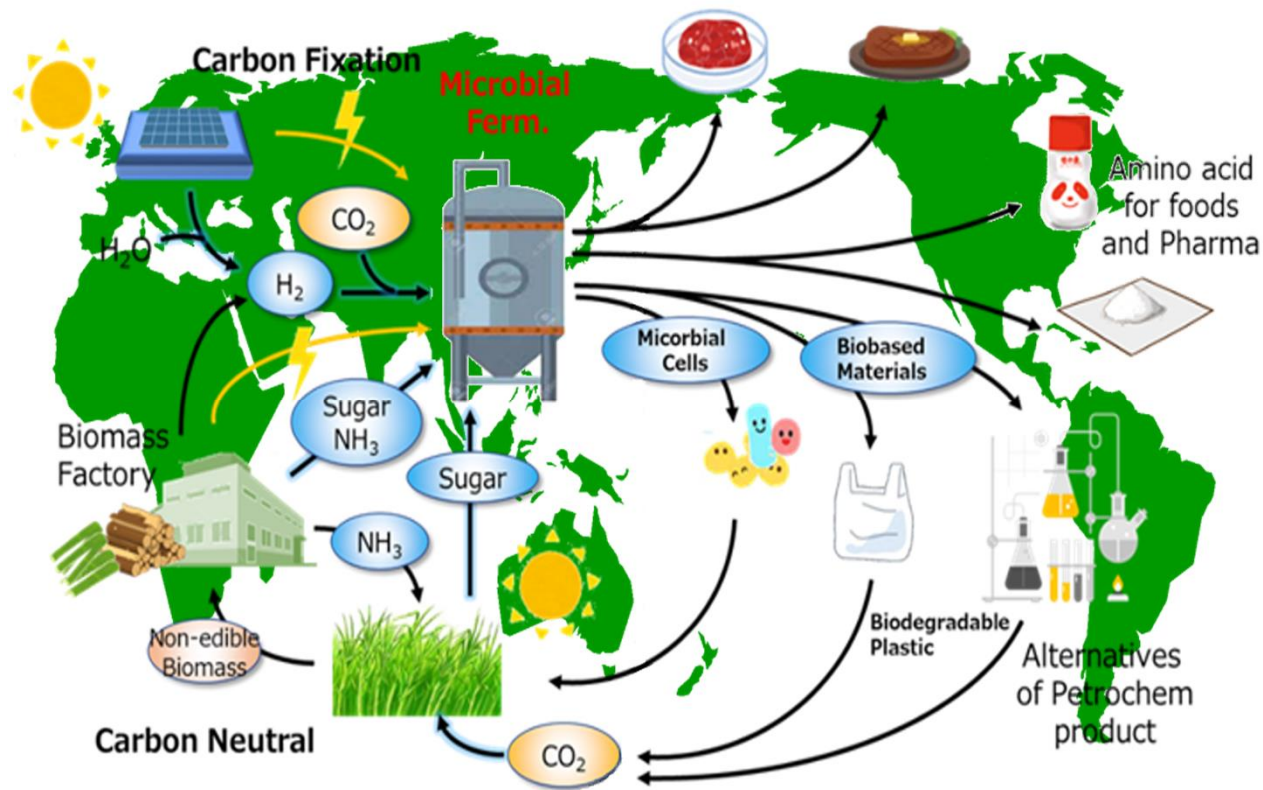 Carbon Fixation
Microbial
Ferm.
CO₂
H₂O
H₂
Amino acid
for foods
and Pharma
Micorbial
Cells
Biobased
Materials
Sugar
NH₃
Biomass
Factory
Sugar
NH₃
Non-edible
Biomass
Biodegradable
Plastic
Alternatives
of Petrochem
product
Carbon Neutral
CO₂